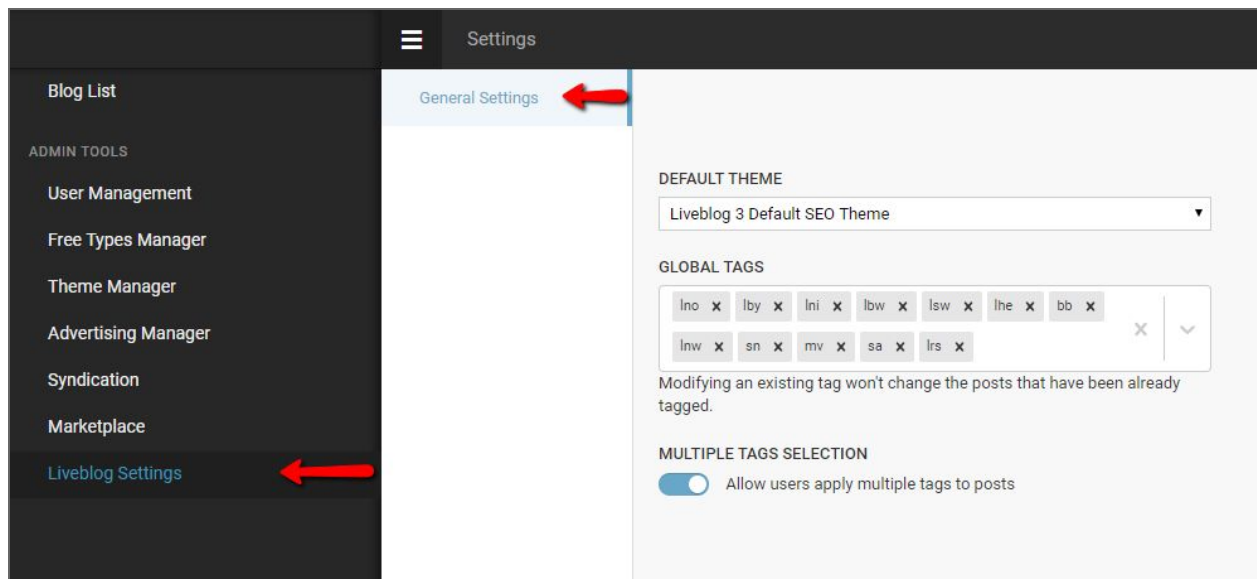 Settings
Blog List
ADMIN TOOLS
User Management
Free Types Manager
Theme Manager
Advertising Manager
Syndication
Marketplace
Liveblog Settings
General Settings
DEFAULT THEME
Liveblog 3 Default SEO Theme
GLOBAL TAGS
lno x lby x lni x lbw x lsw x lhe x bb x
lnw x sn x mv x sa x lrs x
Modifying an existing tag won't change the posts that have been already
tagged.
MULTIPLE TAGS SELECTION
Allow users apply multiple tags to posts